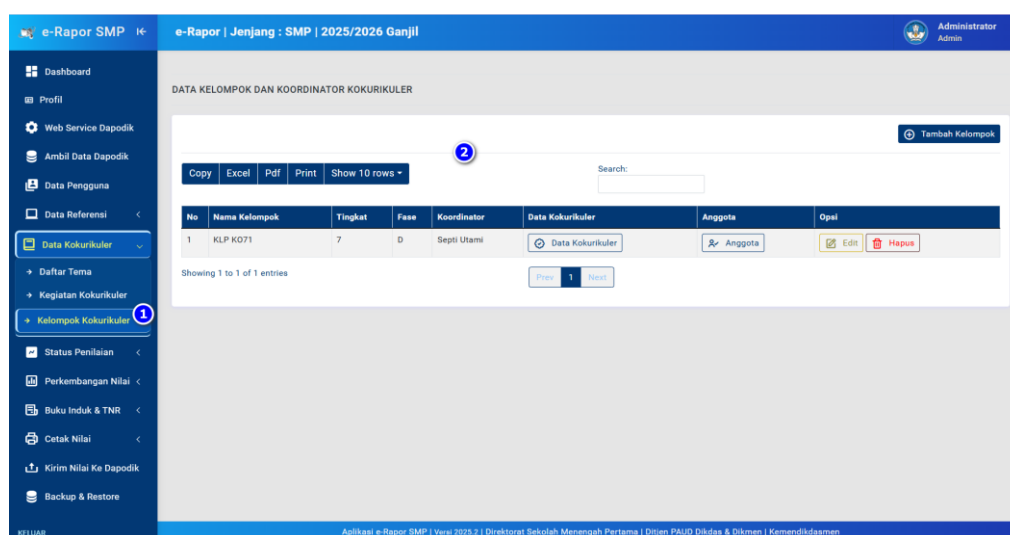 e-Rapor SMP
e-Rapor | Jenjang : SMP | 2025/2026 Ganjil
Administrator
Admin
Dashboard
Profil
Web Service Dapodik
Ambil Data Dapodik
Data Pengguna
Data Referensi
Data Kokurikuler
Daftar Tema
Kegiatan Kokurikuler
Kelompok Kokurikuler
1
Status Penilaian
Perkembangan Nilai
Buku Induk & TNR
Cetak Nilai
Kirim Nilai Ke Dapodik
Backup & Restore
KELUAR
DATA KELOMPOK DAN KOORDINATOR KOKURIKULER
Tambah Kelompok
2
Copy Excel Pdf Print Show 10 rows
Search:
No Nama Kelompok Tingkat Fase Koordinator Data Kokurikuler Anggota Opsi
1 KLP KO71 7 D Septi Utami Data Kokurikuler Anggota Edit Hapus
Showing 1 to 1 of 1 entries
Prev 1 Next
Aplikasi e-Rapor SMP | Versi 2025.2 | Direktorat Sekolah Menengah Pertama | Ditjen PAUD Dikdas & Dikmen | Kemendikdasmen